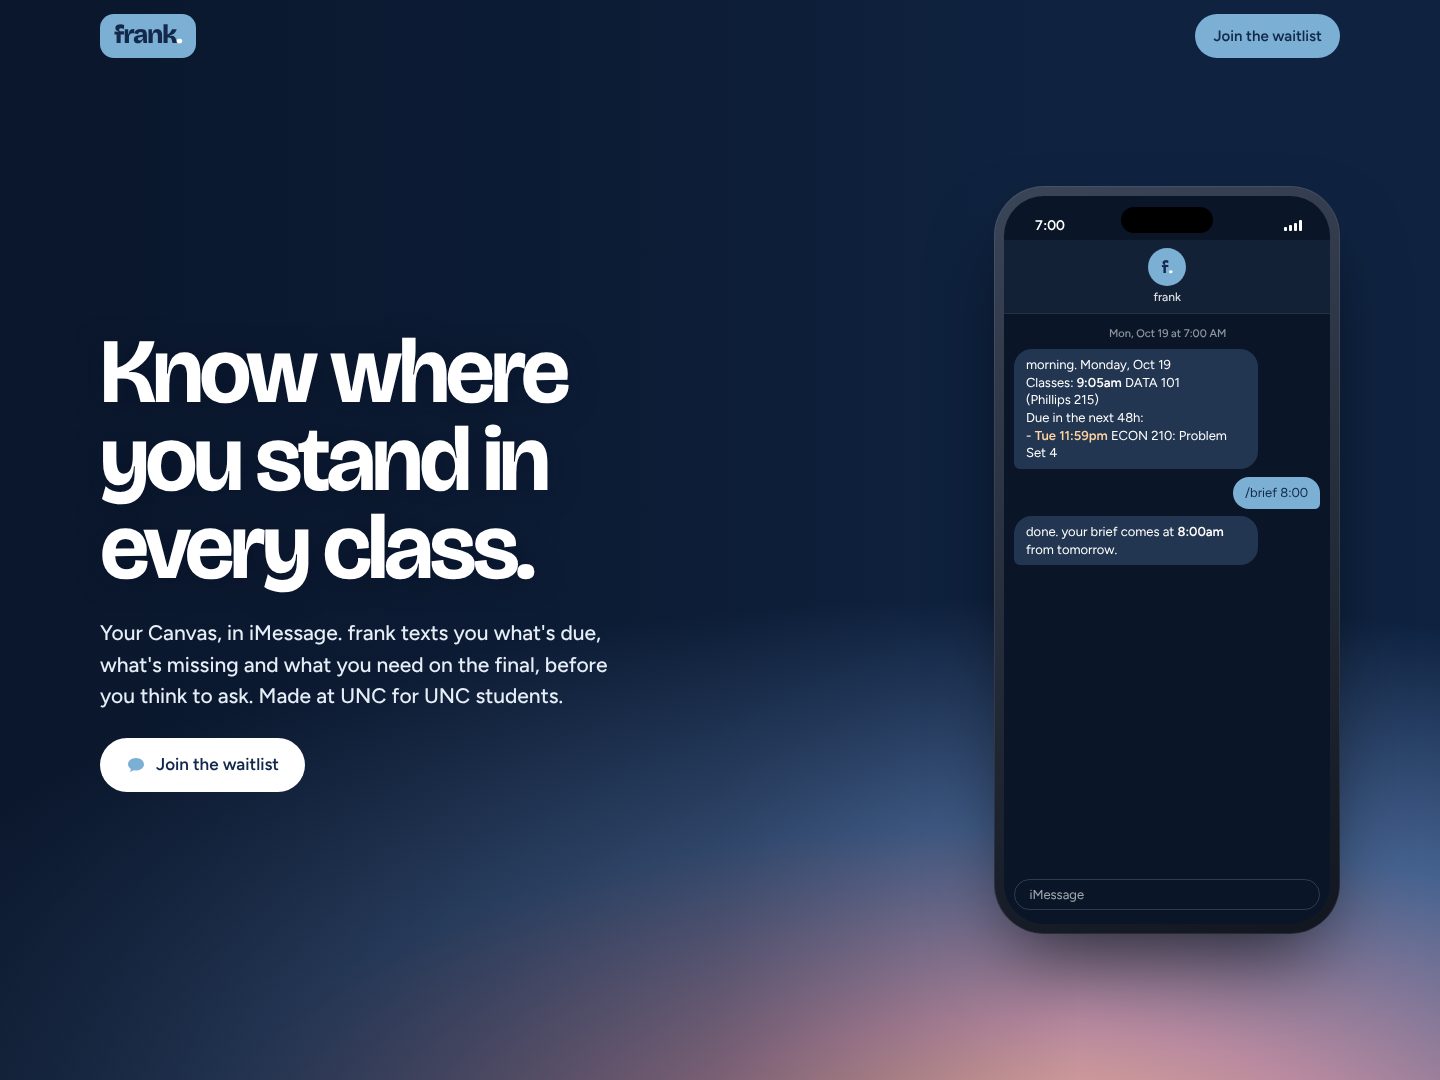 frank.
Join the waitlist
Know where
you stand in
every class.
Your Canvas, in iMessage. frank texts you what's due,
what's missing and what you need on the final, before
you think to ask. Made at UNC for UNC students.
Join the waitlist
7:00
f.
frank
Mon, Oct 19 at 7:00 AM
morning. Monday, Oct 19
Classes: 9:05am DATA 101
(Phillips 215)
Due in the next 48h:
- Tue 11:59pm ECON 210: Problem
Set 4
/brief 8:00
done. your brief comes at 8:00am
from tomorrow.
iMessage